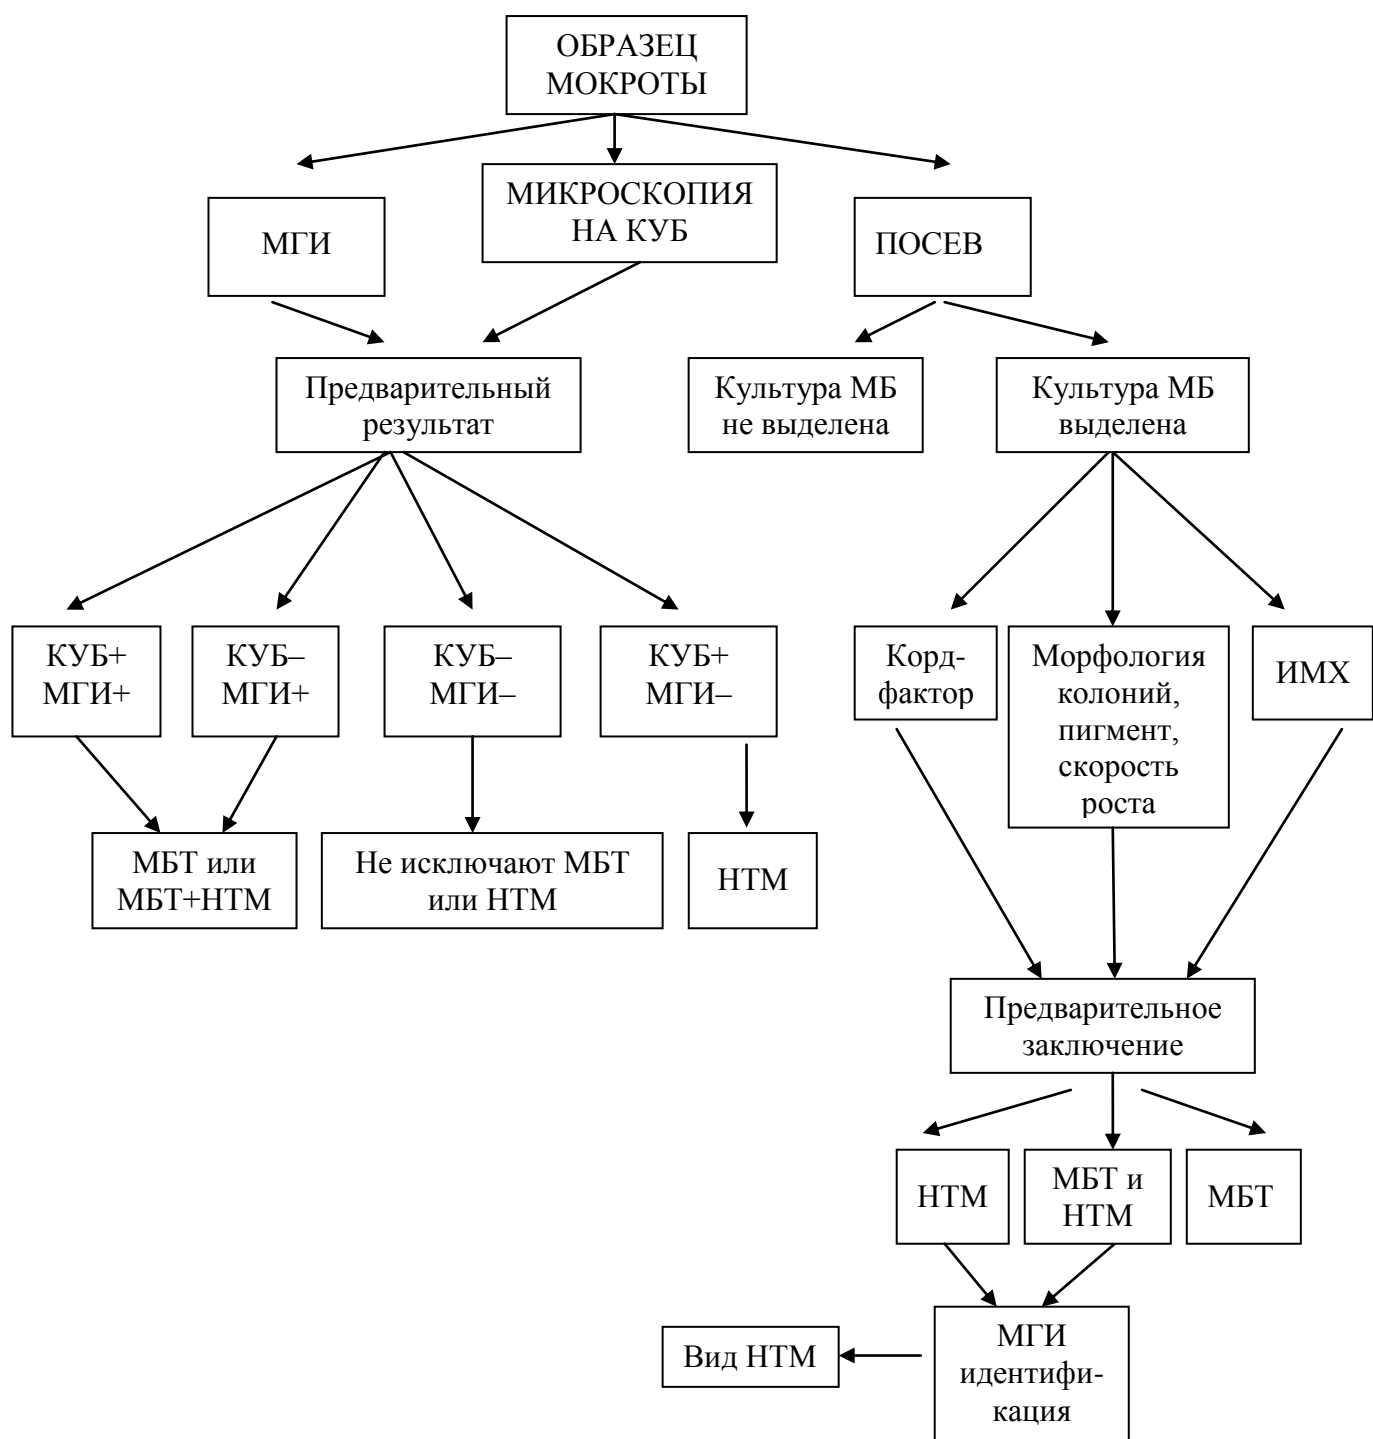 ОБРАЗЕЦ
МОКРОТЫ
МГИ
МИКРОСКОПИЯ
НА КУБ
ПОСЕВ
Предварительный
результат
Культура МБ
не выделена
Культура МБ
выделена
КУБ+
МГИ+
КУБ–
МГИ+
КУБ–
МГИ–
КУБ+
МГИ–
Корд-
фактор
Морфология
колоний,
пигмент,
скорость
роста
ИМХ
МБТ или
МБТ+НТМ
Не исключают МБТ
или НТМ
НТМ
Предварительное
заключение
НТМ
МБТ и
НТМ
МБТ
Вид НТМ
МГИ
идентифи-
кация